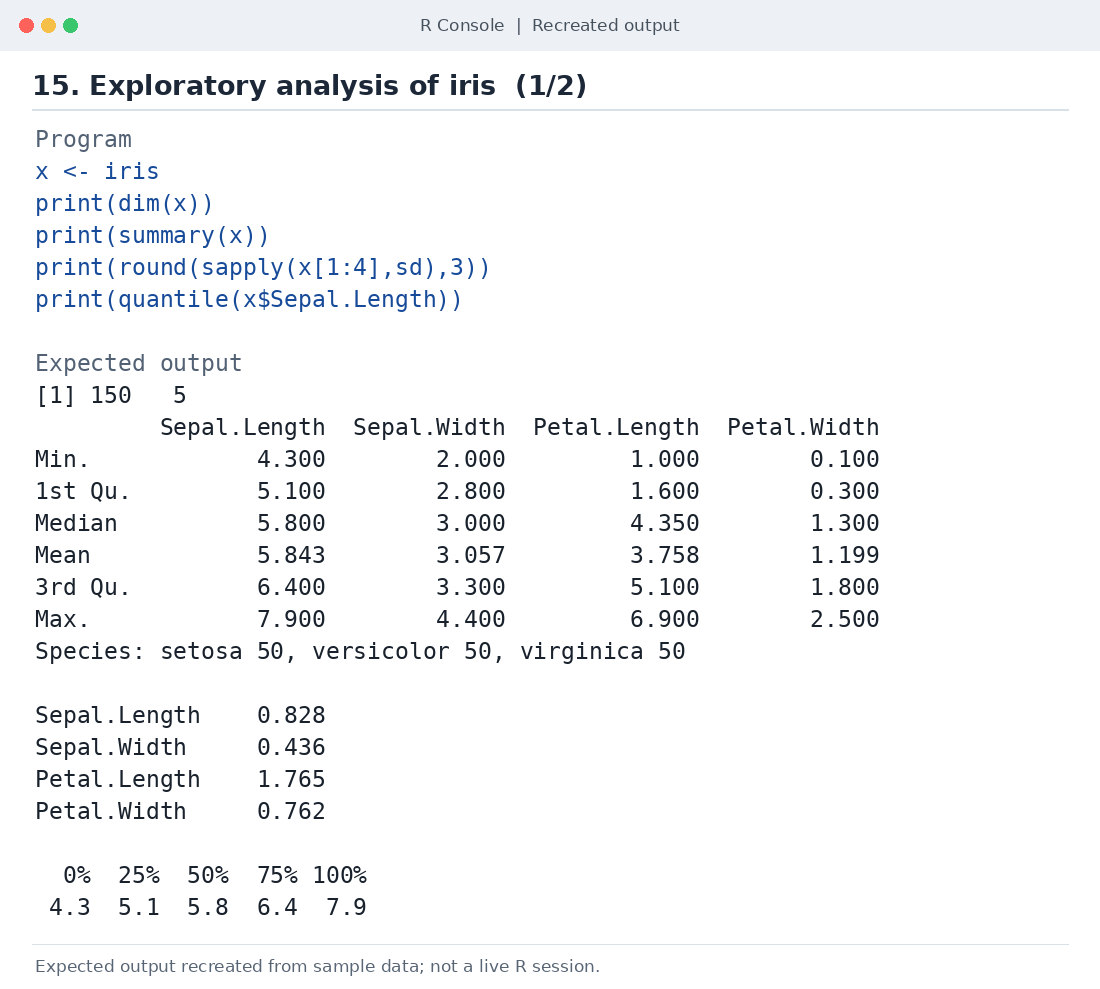 R Console  |  Recreated output
15. Exploratory analysis of iris  (1/2)
Program
x <- iris
print(dim(x))
print(summary(x))
print(round(sapply(x[1:4],sd),3))
print(quantile(x$Sepal.Length))
Expected output
[1] 150   5
         Sepal.Length  Sepal.Width  Petal.Length  Petal.Width
Min.            4.300        2.000         1.000        0.100
1st Qu.         5.100        2.800         1.600        0.300
Median          5.800        3.000         4.350        1.300
Mean            5.843        3.057         3.758        1.199
3rd Qu.         6.400        3.300         5.100        1.800
Max.            7.900        4.400         6.900        2.500
Species: setosa 50, versicolor 50, virginica 50
Sepal.Length    0.828
Sepal.Width     0.436
Petal.Length    1.765
Petal.Width     0.762
  0%  25%  50%  75% 100%
 4.3  5.1  5.8  6.4  7.9
Expected output recreated from sample data; not a live R session.